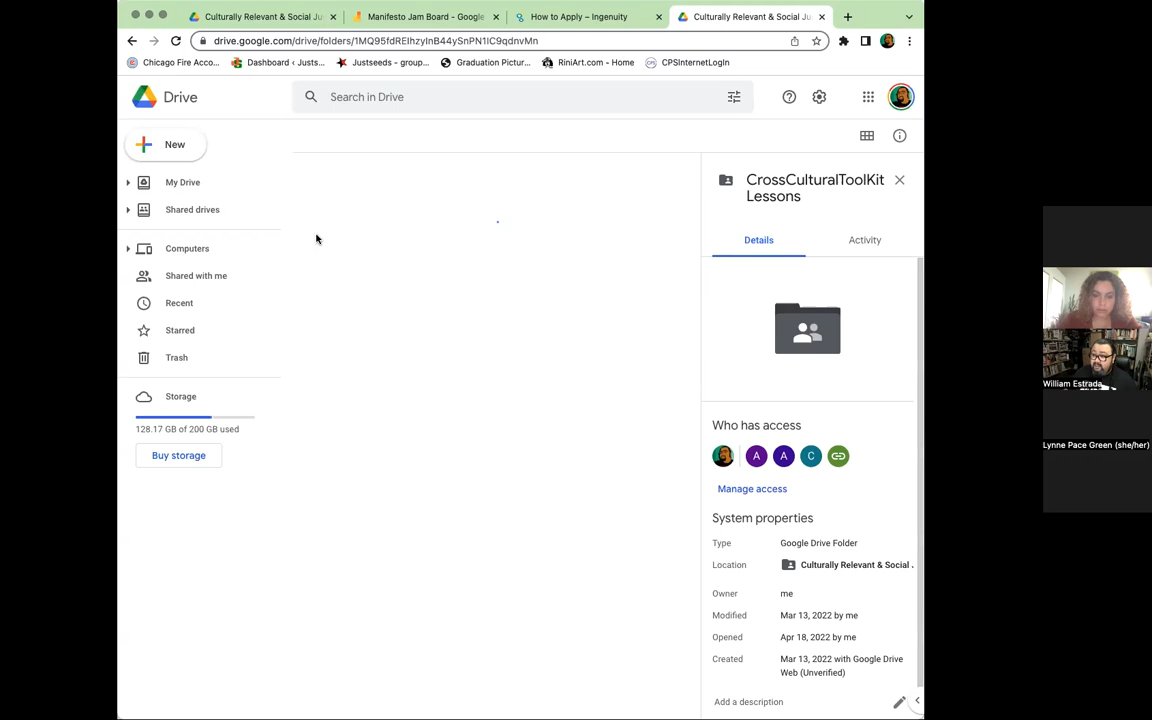 Culturally Relevant & Social Ju
Manifesto Jam Board - Google
How to Apply – Ingenuity
Culturally Relevant & Social Ju
drive.google.com/drive/folders/1MQ95fdREIhzyInB44ySnPN1IC9qdnvMn
Chicago Fire Acco...
Dashboard ‹ Justs...
Justseeds - group...
Graduation Pictur...
RiniArt.com - Home
CPSInternetLogIn
Drive
Search in Drive
New
My Drive
Shared drives
Computers
Shared with me
Recent
Starred
Trash
Storage
128.17 GB of 200 GB used
Buy storage
CrossCulturalToolKit
Lessons
Details
Activity
Who has access
A A C
Manage access
System properties
Type Google Drive Folder
Location Culturally Relevant & Social .
Owner me
Modified Mar 13, 2022 by me
Opened Apr 18, 2022 by me
Created Mar 13, 2022 with Google Drive
Web (Unverified)
Add a description
William Estrada
Lynne Pace Green (she/her)